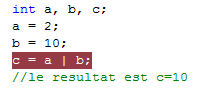 int a, b, c;
a = 2;
b = 10;
c = a | b;
//le resultat est c=10